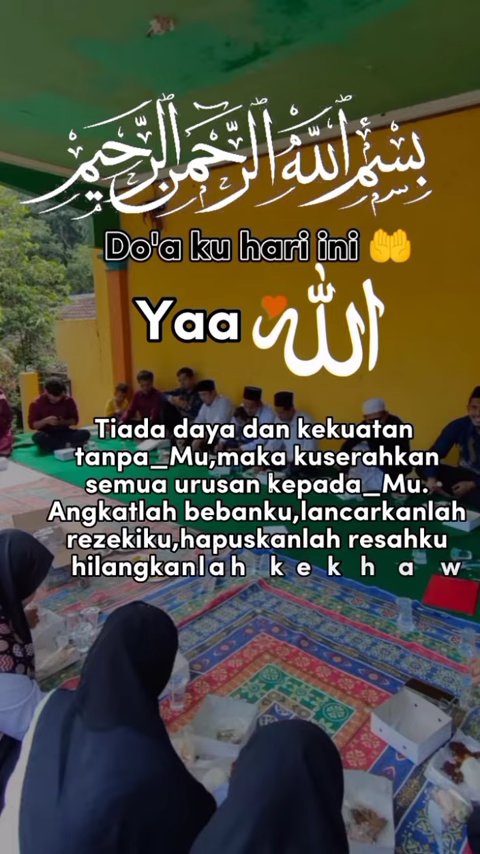 بِسْمِ اللهِ الرَّحْمٰنِ الرَّحِيْمِ
Do'a ku hari ini 🤲
Yaa الله
Tiada daya dan kekuatan
tanpa_Mu,maka kuserahkan
semua urusan kepada_Mu.
Angkatlah bebanku,lancarkanlah
rezekiku,hapuskanlah resahku
hilangkanlah k e k h a w